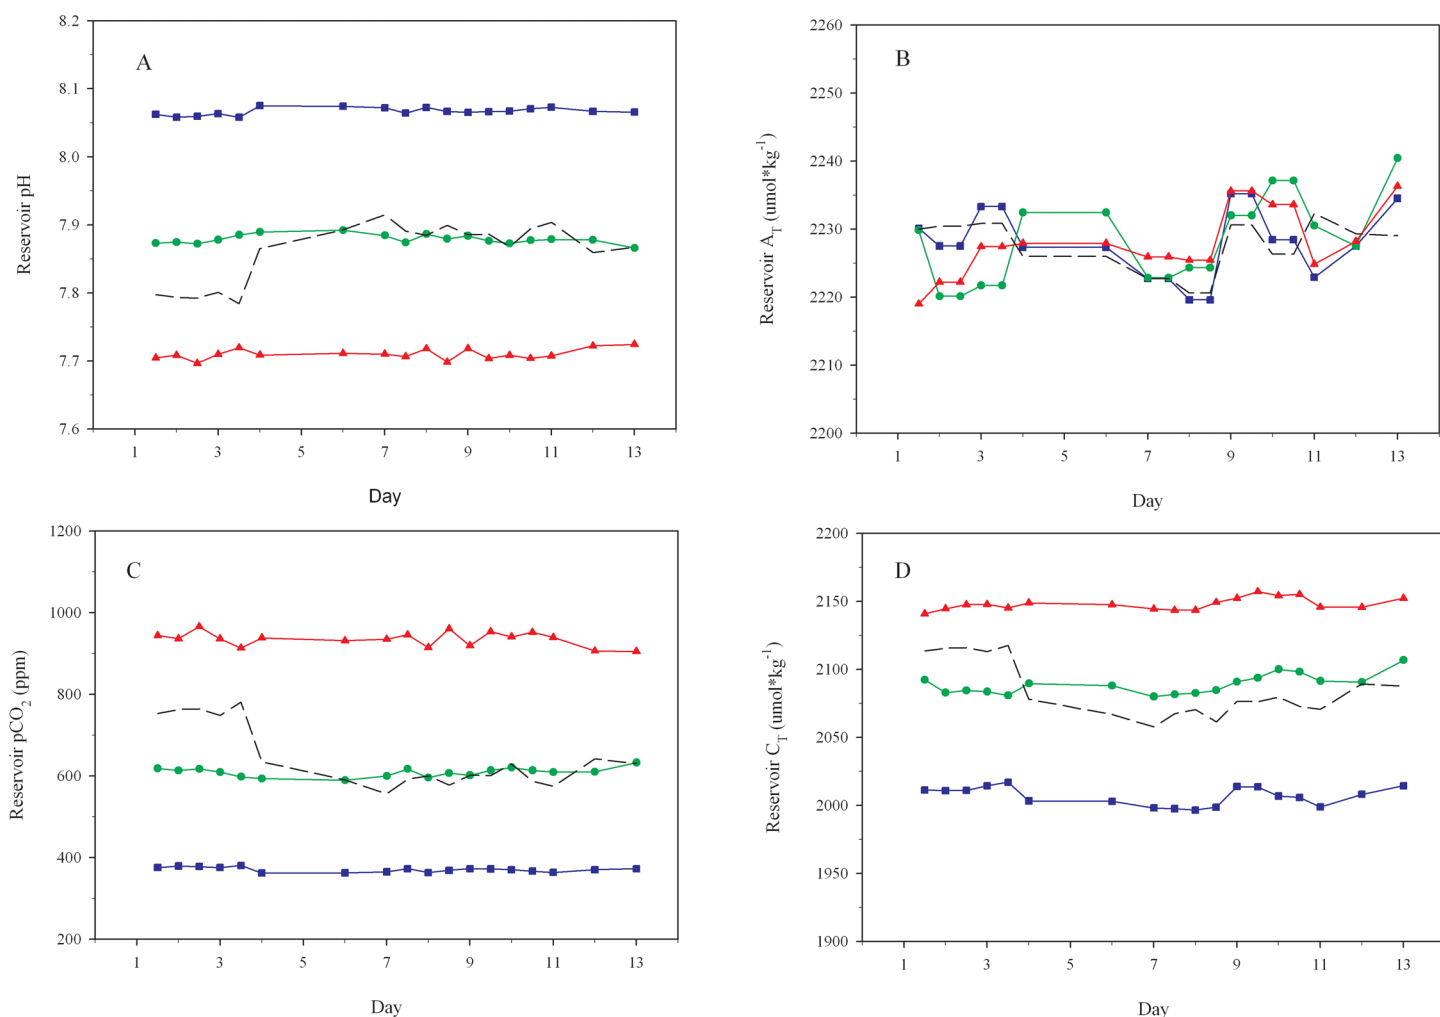 A
Reservoir pH
8.2
8.1
8.0
7.9
7.8
7.7
7.6
1 3 5 7 9 11 13
Day
B
Reservoir A_T (umol*kg^-1)
2260
2250
2240
2230
2220
2210
2200
1 3 5 7 9 11 13
Day
C
Reservoir pCO₂ (ppm)
1200
1000
800
600
400
200
1 3 5 7 9 11 13
Day
D
Reservoir C_T (umol*kg^-1)
2200
2150
2100
2050
2000
1950
1900
1 3 5 7 9 11 13
Day